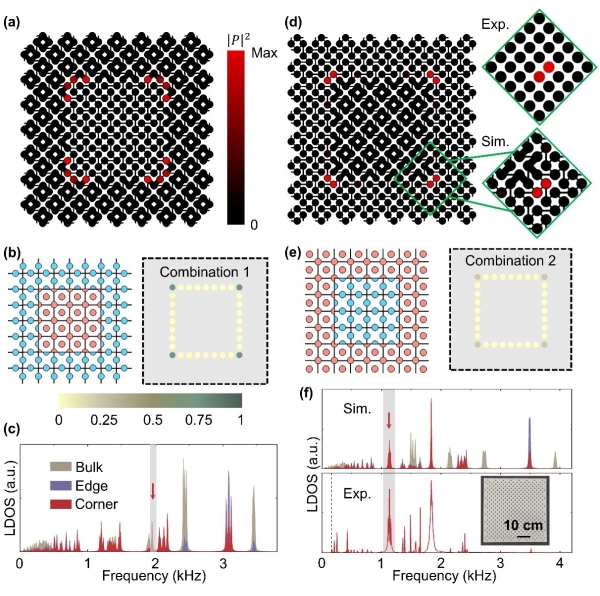 (a)
|P|²
Max
0
(d)
Exp.
Sim.
(b)
Combination 1
0
0.25
0.5
0.75
1
(e)
Combination 2
(c)
LDOS (a.u.)
Bulk
Edge
Corner
0
1
2
3
Frequency (kHz)
(f)
LDOS (a.u.)
Sim.
Exp.
10 cm
0
1
2
3
4
Frequency (kHz)